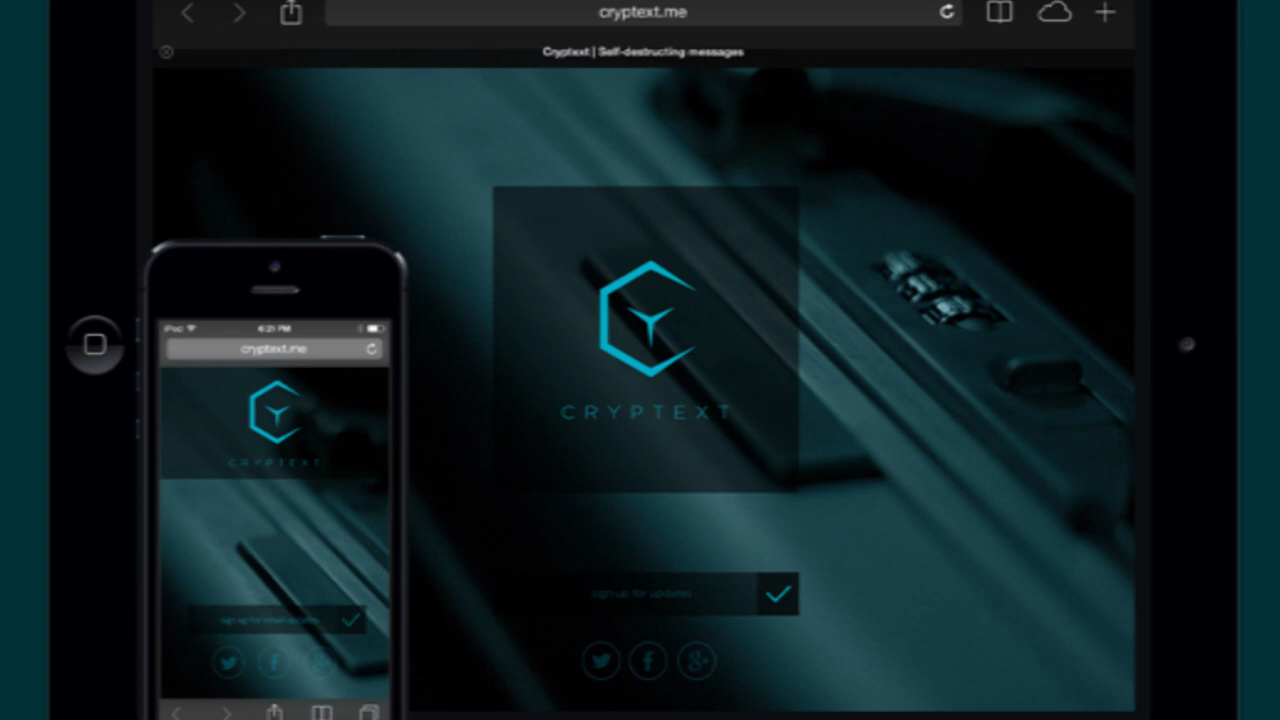 cryptext.me
Cryptext | Self-destructing messages
CRYPTEXT
sign up for updates
iPod
4:21 PM
cryptext.me
CRYPTEXT